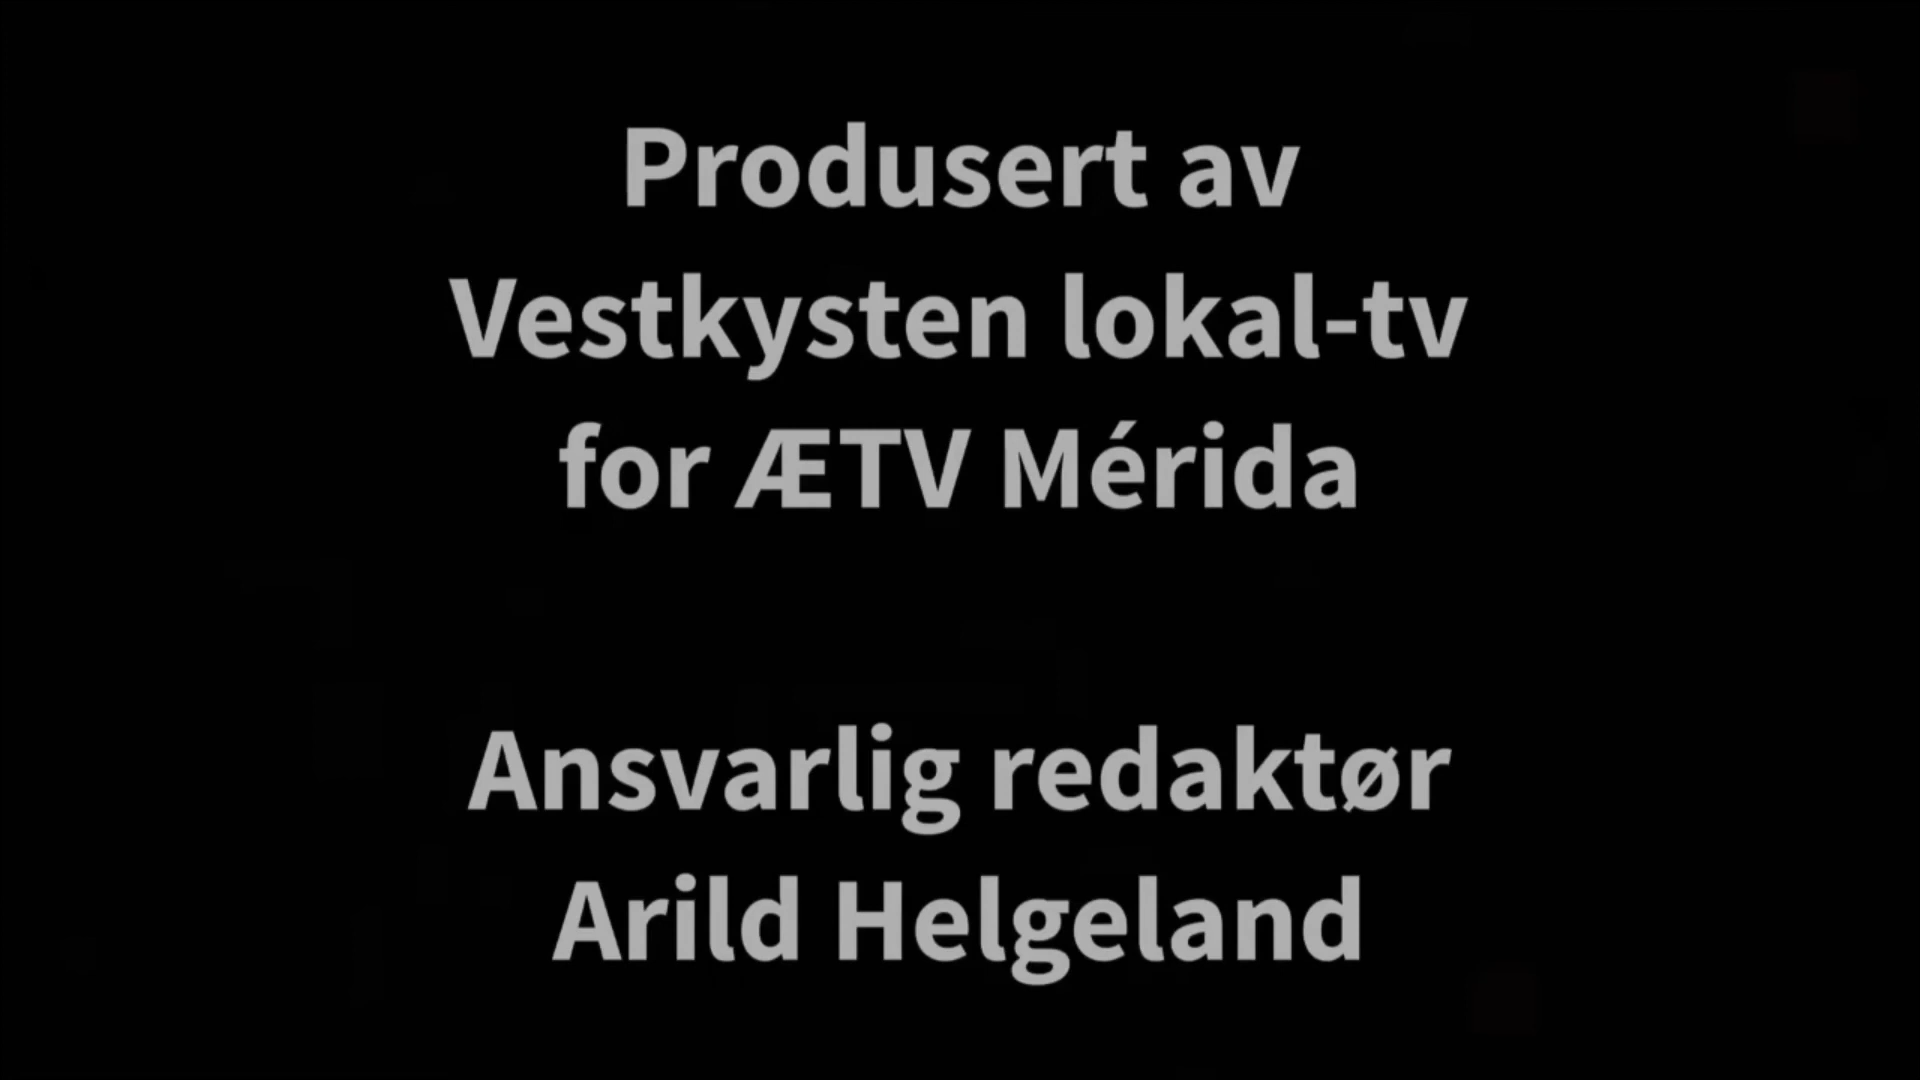 Produsert av
Vestkysten lokal-tv
for ÆTV Mérida
Ansvarlig redaktør
Arild Helgeland